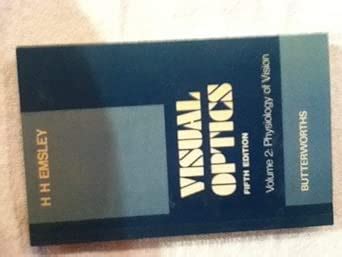 H H EMSLEY
VISUAL
OPTICS
FIFTH EDITION
Volume 2: Physiology of Vision
BUTTERWORTHS